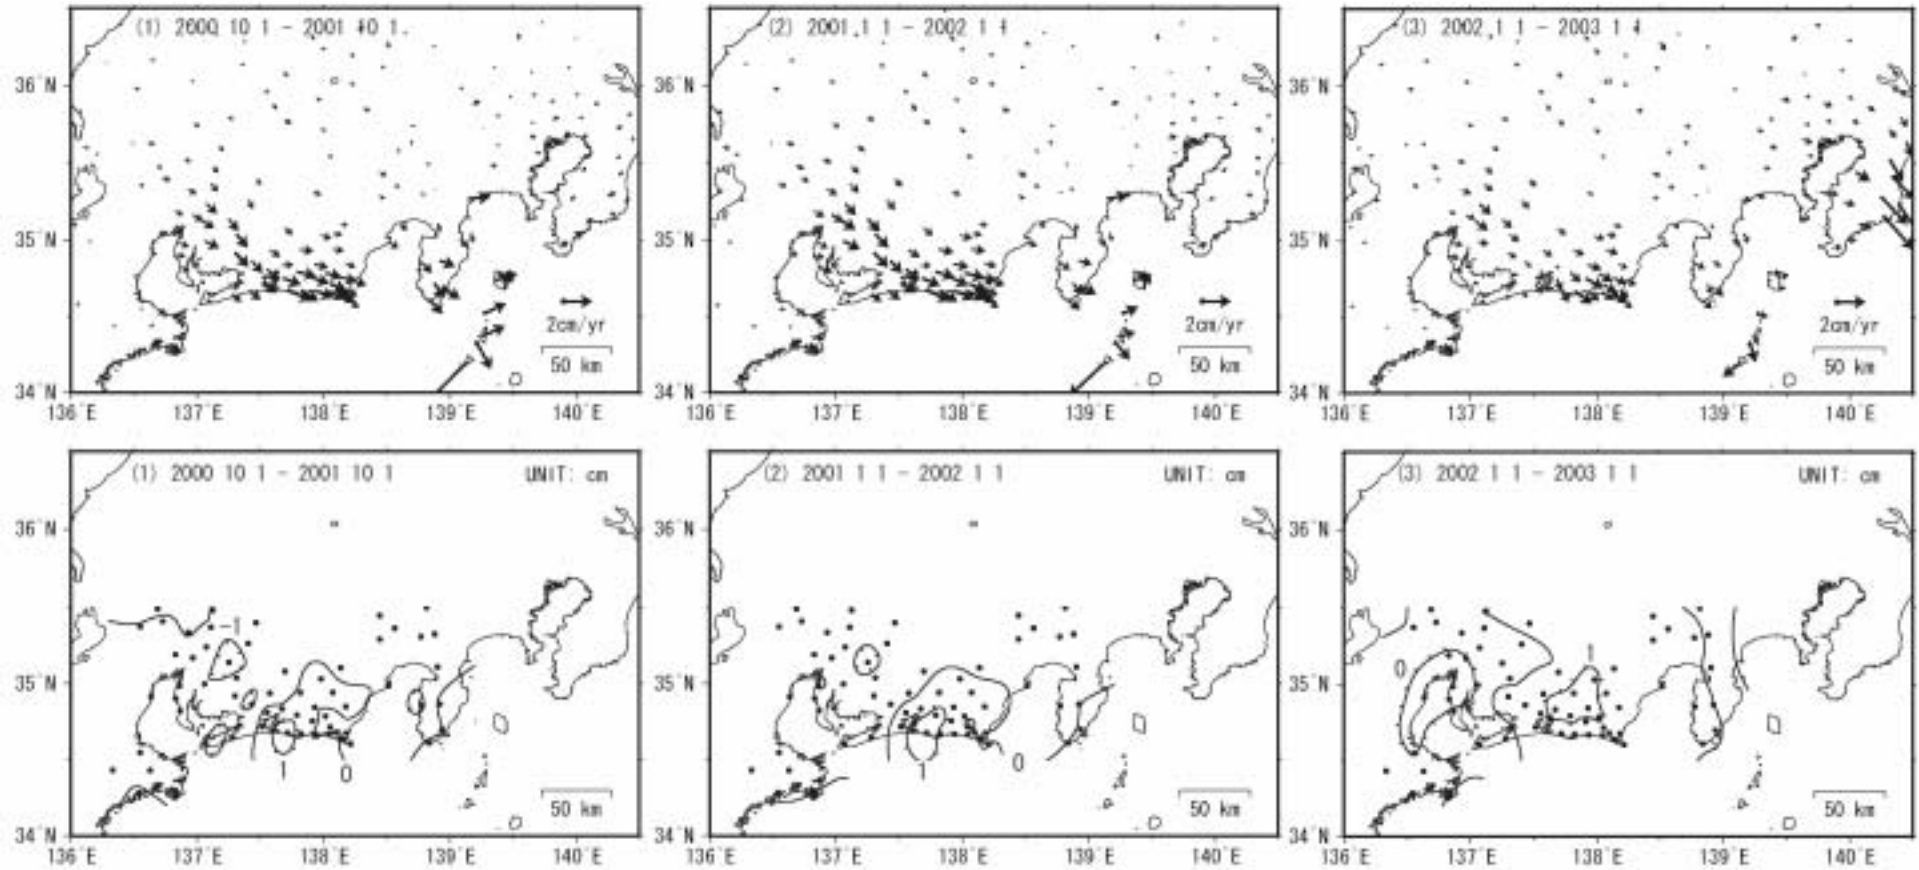 (1) 2000 10 1 - 2001 10 1
(2) 2001 1 1 - 2002 1 1
(3) 2002 1 1 - 2003 1 1
36°N
36°N
36°N
35°N
35°N
35°N
2cm/yr
2cm/yr
2cm/yr
50 km
50 km
50 km
34°N
34°N
34°N
136°E 137°E 138°E 139°E 140°E
136°E 137°E 138°E 139°E 140°E
136°E 137°E 138°E 139°E 140°E
(1) 2000 10 1 - 2001 10 1 UNIT: cm
(2) 2001 1 1 - 2002 1 1 UNIT: cm
(3) 2002 1 1 - 2003 1 1 UNIT: cm
36°N
36°N
36°N
-1
1
0
35°N
35°N
35°N
1 0
1 0
50 km
50 km
50 km
34°N
34°N
34°N
136°E 137°E 138°E 139°E 140°E
136°E 137°E 138°E 139°E 140°E
136°E 137°E 138°E 139°E 140°E